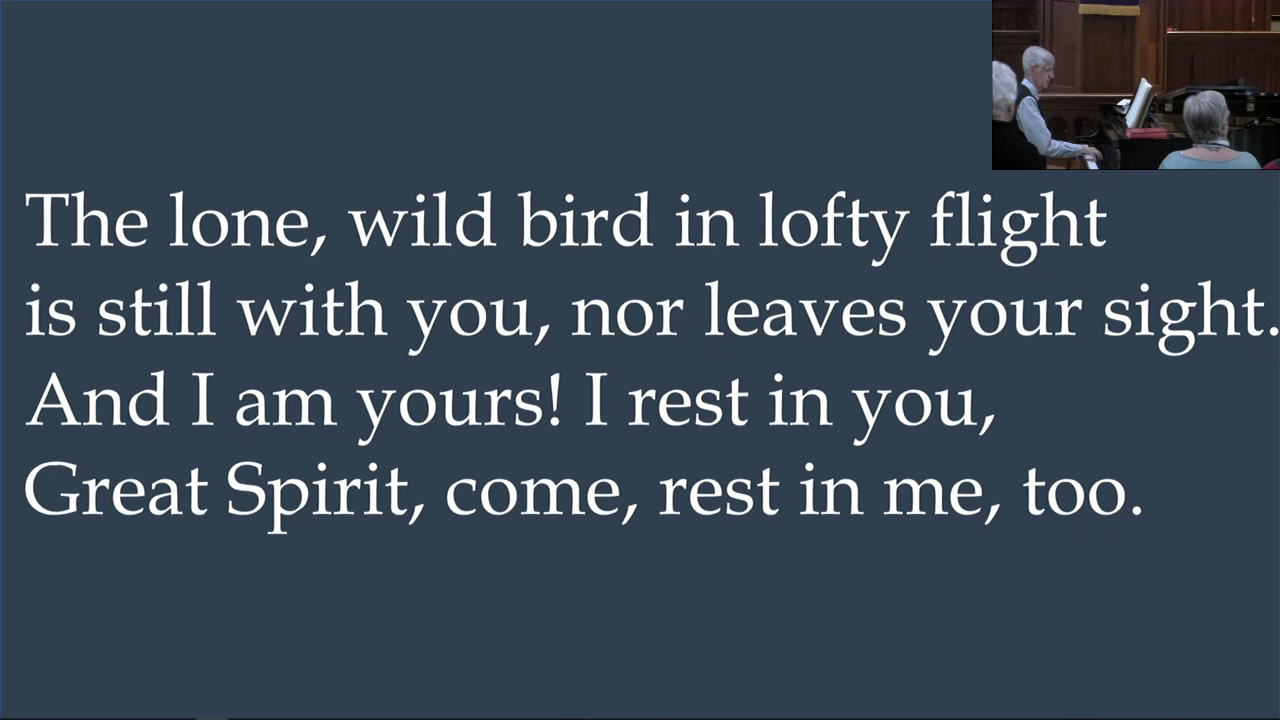 The lone, wild bird in lofty flight
is still with you, nor leaves your sight.
And I am yours! I rest in you,
Great Spirit, come, rest in me, too.